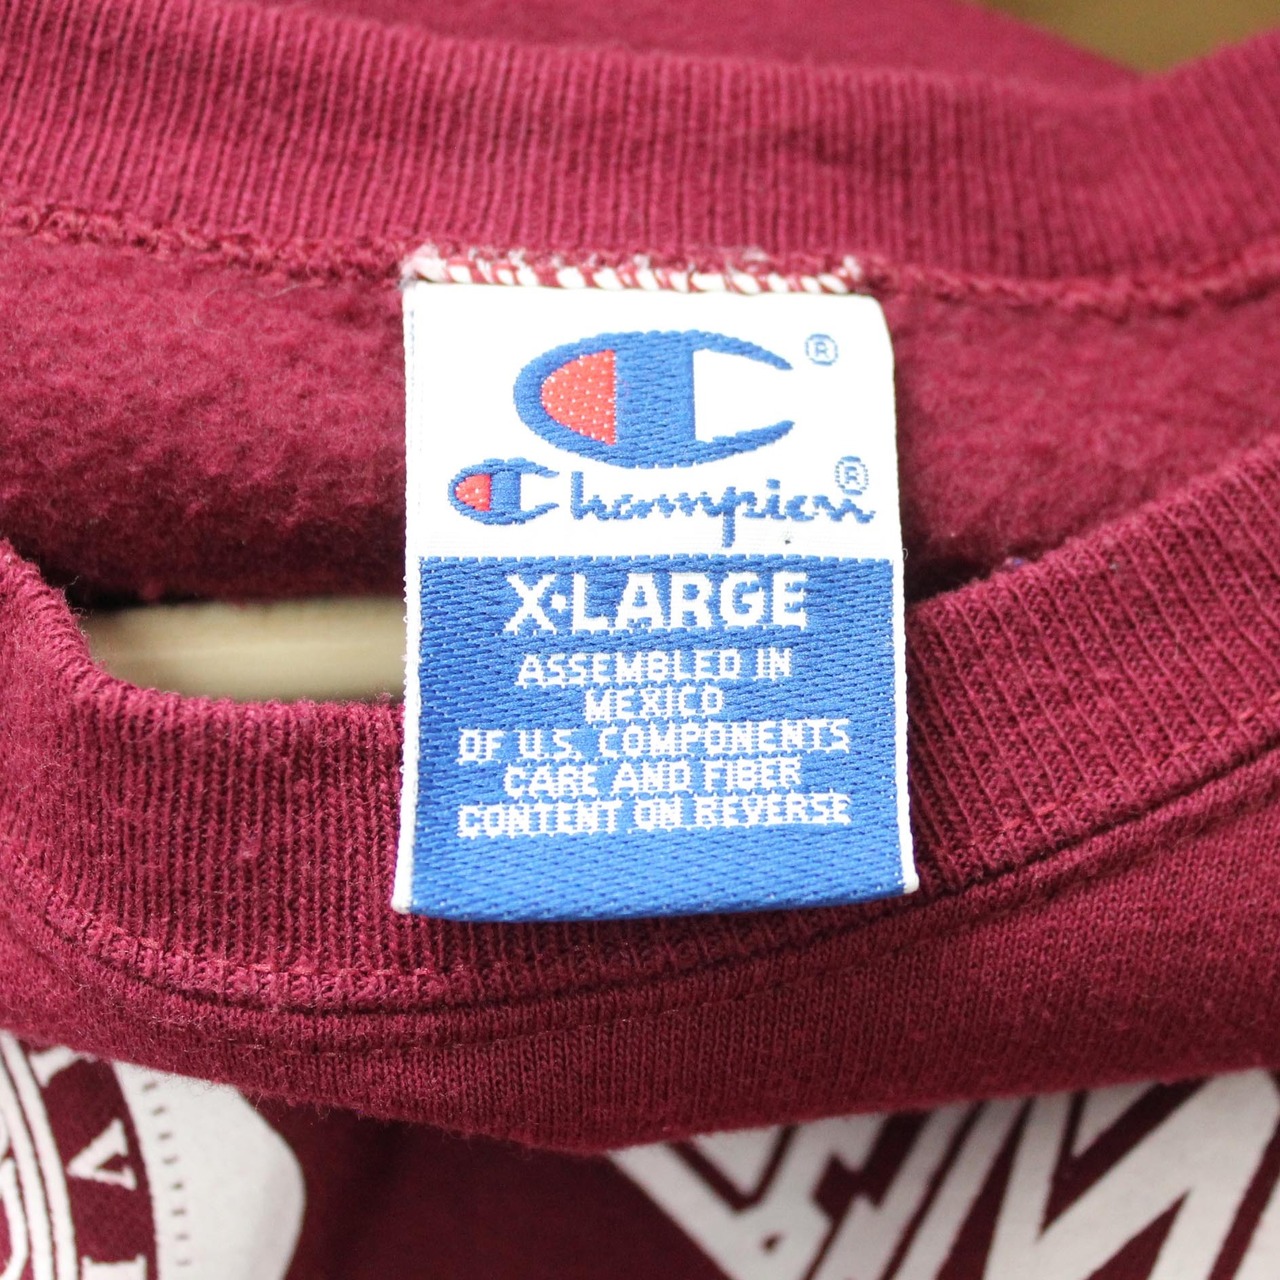 ®
Champion®
X-LARGE
ASSEMBLED IN
MEXICO
OF U.S. COMPONENTS
CARE AND FIBER
CONTENT ON REVERSE